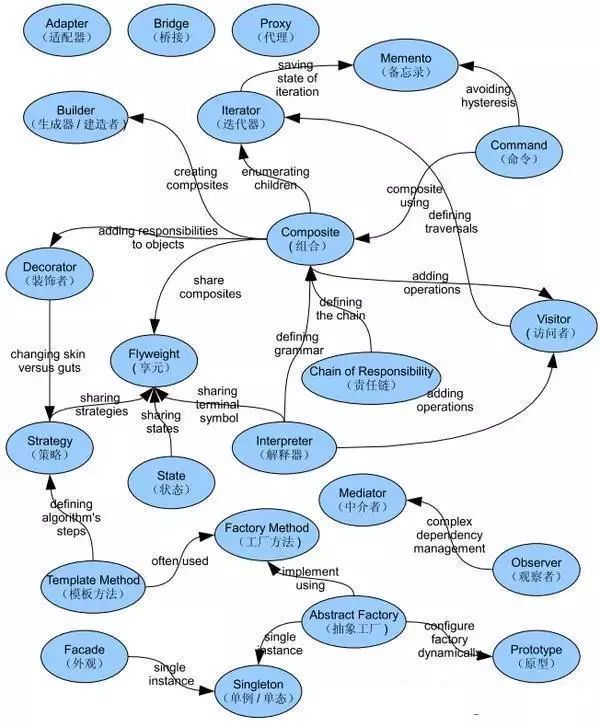 Adapter
（适配器）
Bridge
（桥接）
Proxy
（代理）
saving
state of
iteration
Memento
（备忘录）
Builder
（生成器 / 建造者）
Iterator
（迭代器）
avoiding
hysteresis
Command
（命令）
creating
composites
enumerating
children
composite
using
defining
traversals
adding responsibilities
to objects
Composite
（组合）
Decorator
（装饰者）
share
composites
adding
operations
defining
the chain
Visitor
（访问者）
changing skin
versus guts
Flyweight
（享元）
defining
grammar
Chain of Responsibility
（责任链）
sharing
strategies
sharing
states
sharing
terminal
symbol
adding
operations
Strategy
（策略）
State
（状态）
Interpreter
（解释器）
Mediator
（中介者）
defining
algorithm's
steps
Factory Method
（工厂方法）
complex
dependency
management
often used
Observer
（观察者）
Template Method
（模板方法）
implement
using
Abstract Factory
（抽象工厂）
configure
factory
dynamically
Facade
（外观）
single
instance
single
instance
Singleton
（单例 / 单态）
Prototype
（原型）